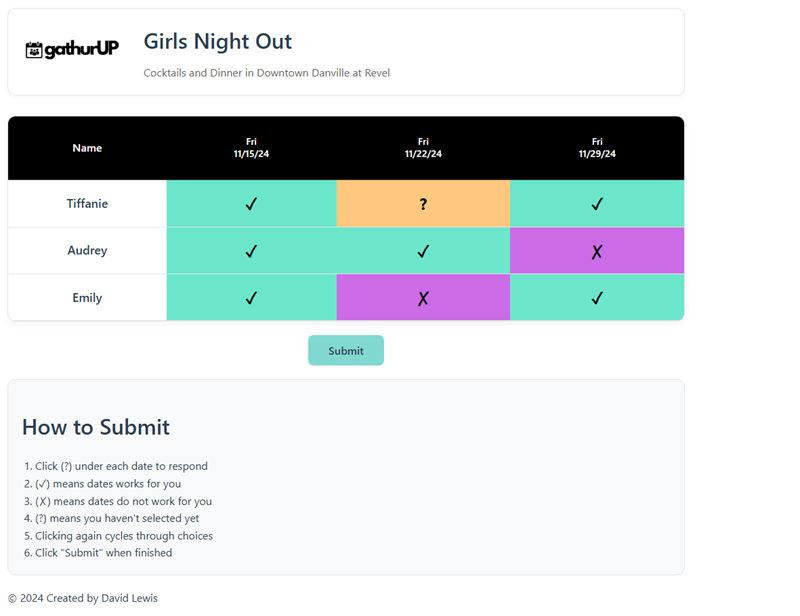 gathurUP
Girls Night Out
Cocktails and Dinner in Downtown Danville at Revel
Name Fri 11/15/24 Fri 11/22/24 Fri 11/29/24
Tiffanie ✓ ? ✓
Audrey ✓ ✓ ✗
Emily ✓ ✗ ✓
Submit
How to Submit
1. Click (?) under each date to respond
2. (✓) means dates works for you
3. (✗) means dates do not work for you
4. (?) means you haven't selected yet
5. Clicking again cycles through choices
6. Click "Submit" when finished
© 2024 Created by David Lewis